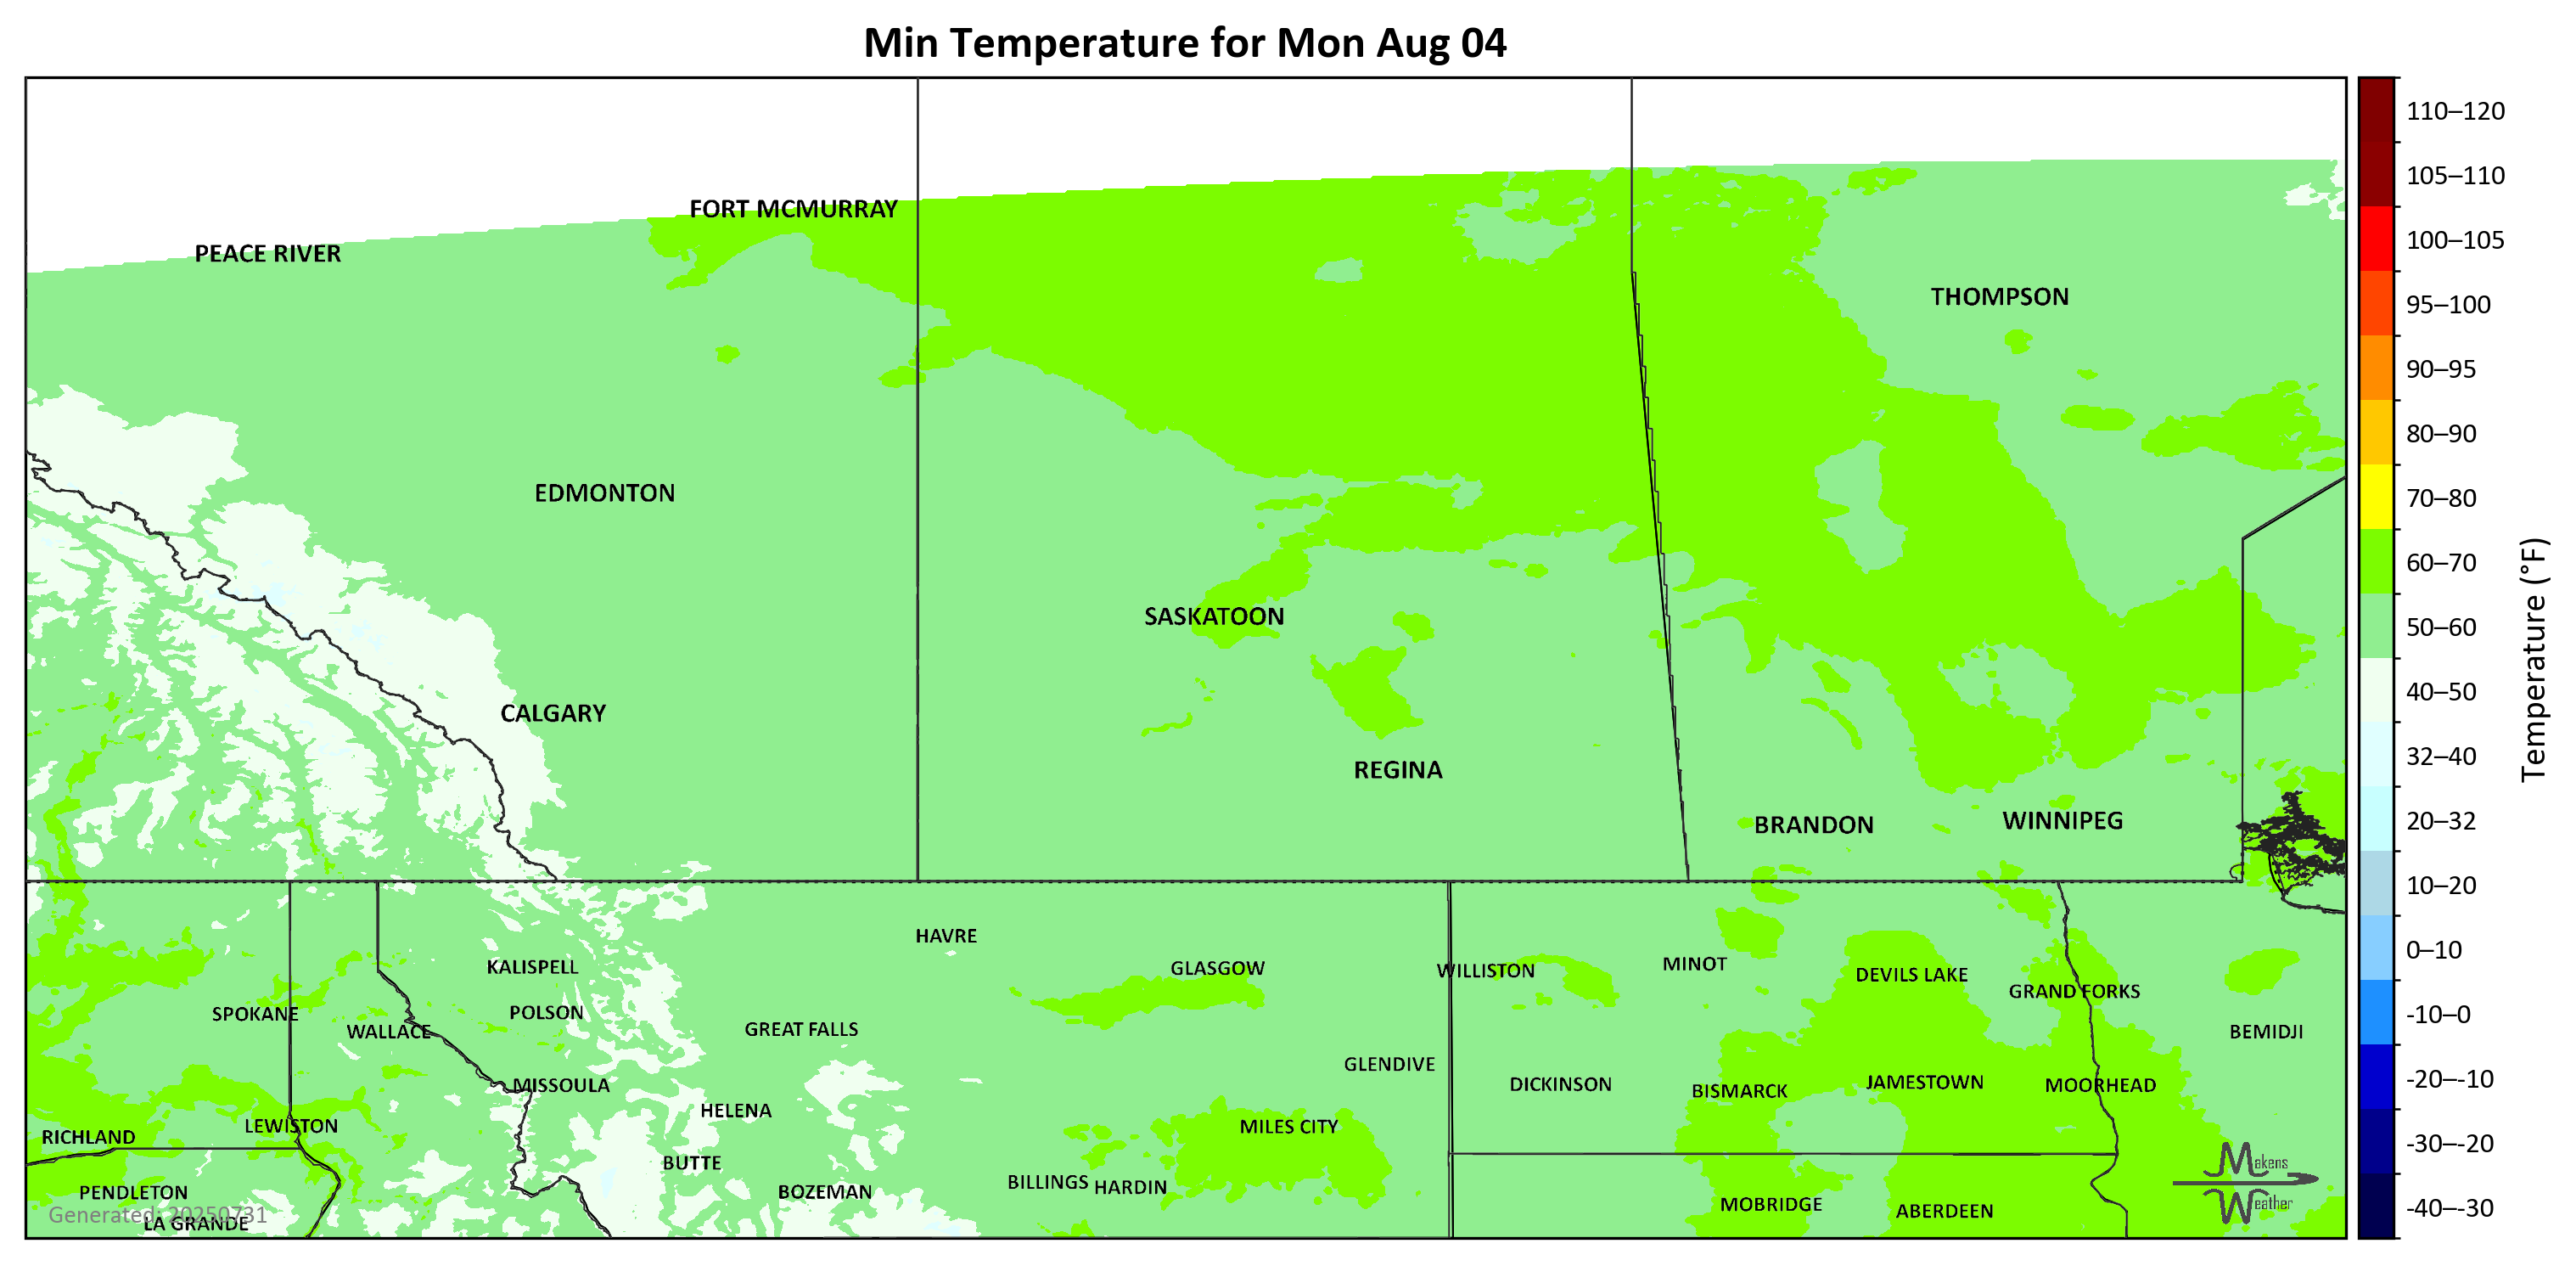 Min Temperature for Mon Aug 04
110–120
105–110
FORT MCMURRAY
100–105
PEACE RIVER
THOMPSON
95–100
90–95
80–90
EDMONTON
70–80
60–70
SASKATOON
50–60
Temperature (°F)
CALGARY
40–50
REGINA
32–40
BRANDON
WINNIPEG
20–32
10–20
HAVRE
0–10
KALISPELL
GLASGOW
WILLISTON
MINOT
DEVILS LAKE
GRAND FORKS
SPOKANE
POLSON
-10–0
WALLACE
GREAT FALLS
BEMIDJI
GLENDIVE
MISSOULA
DICKINSON
BISMARCK
JAMESTOWN
MOORHEAD
-20–-10
HELENA
LEWISTON
MILES CITY
RICHLAND
-30–-20
BUTTE
Makens
PENDLETON
BOZEMAN
BILLINGS
HARDIN
MOBRIDGE
Weather
-40–-30
Generated: 20250731
LA GRANDE
ABERDEEN